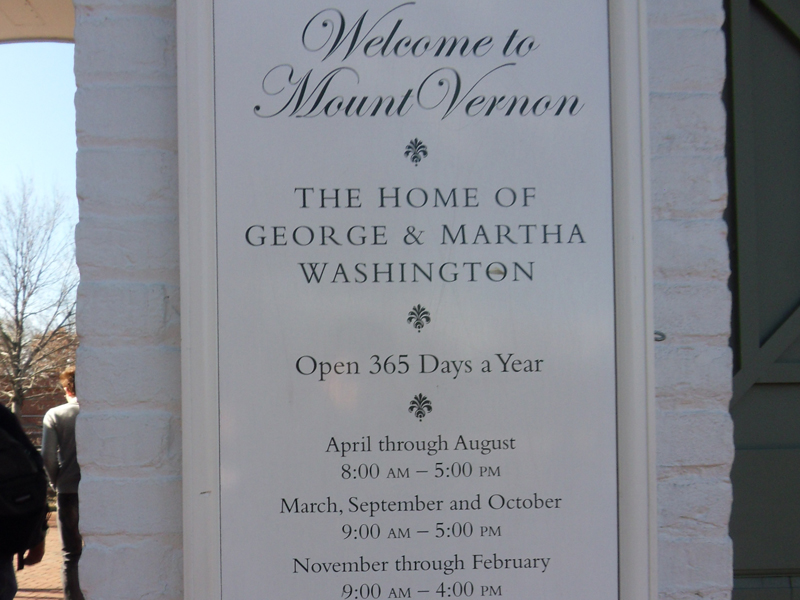 Welcome to
Mount Vernon
THE HOME OF
GEORGE & MARTHA
WASHINGTON
Open 365 Days a Year
April through August
8:00 AM – 5:00 PM
March, September and October
9:00 AM – 5:00 PM
November through February
9:00 AM – 4:00 PM